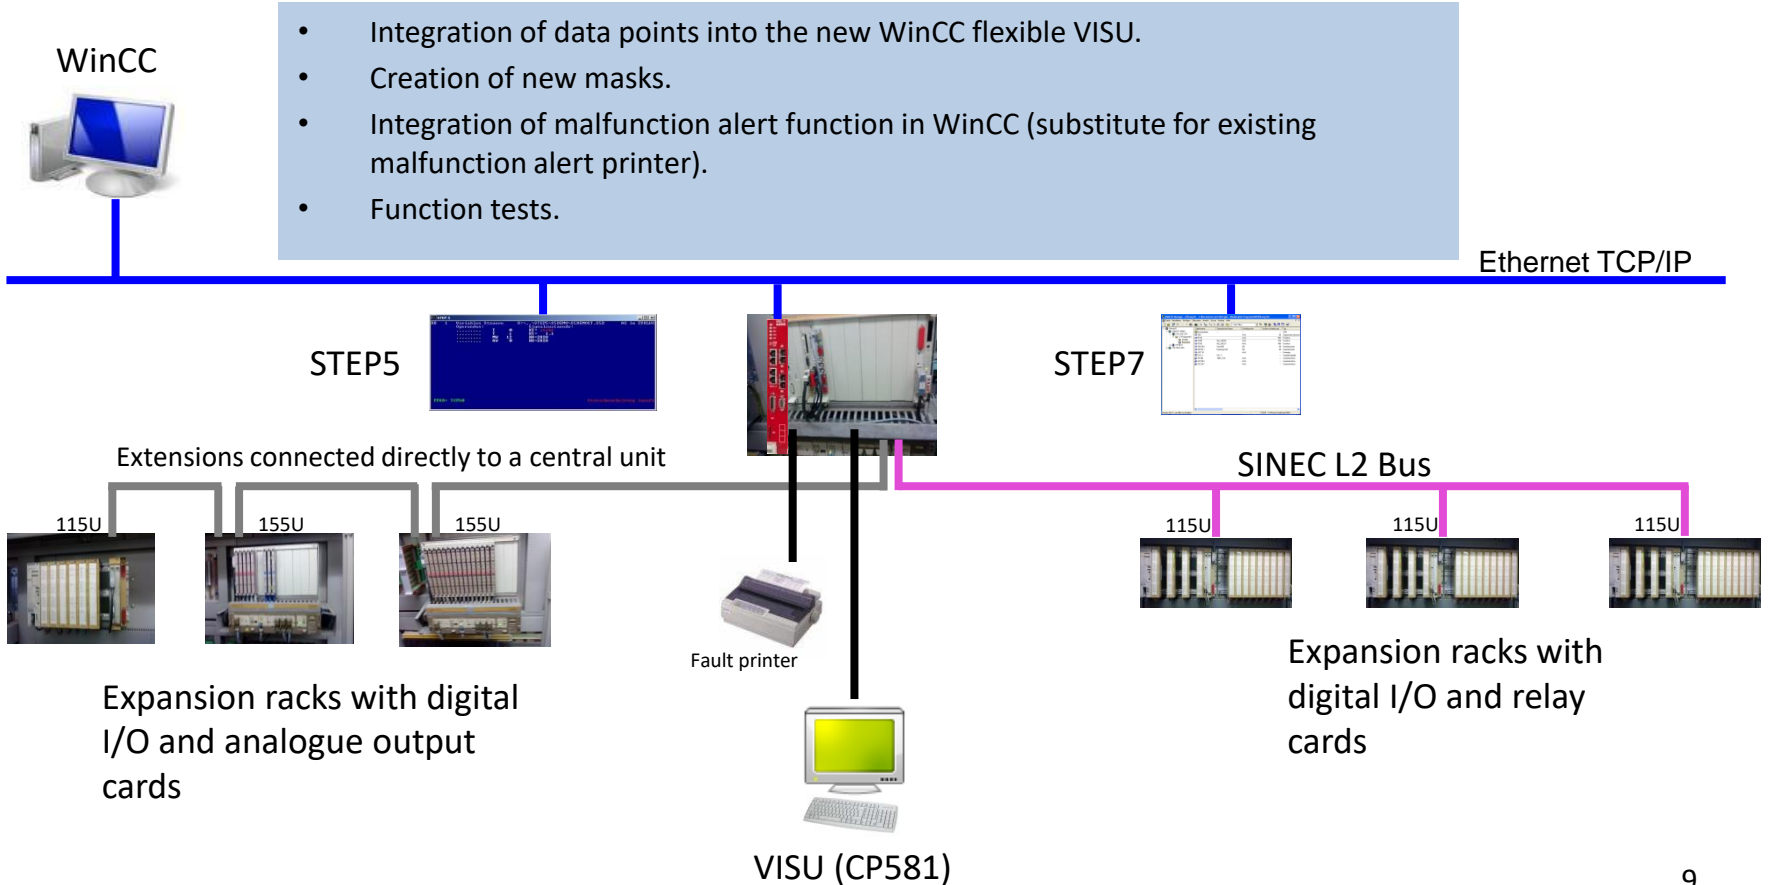 WinCC
• Integration of data points into the new WinCC flexible VISU.
• Creation of new masks.
• Integration of malfunction alert function in WinCC (substitute for existing
malfunction alert printer).
• Function tests.
Ethernet TCP/IP
STEP5
STEP7
Extensions connected directly to a central unit
SINEC L2 Bus
115U
155U
155U
115U
115U
115U
Fault printer
Expansion racks with digital
I/O and analogue output
cards
Expansion racks with
digital I/O and relay
cards
VISU (CP581)
9